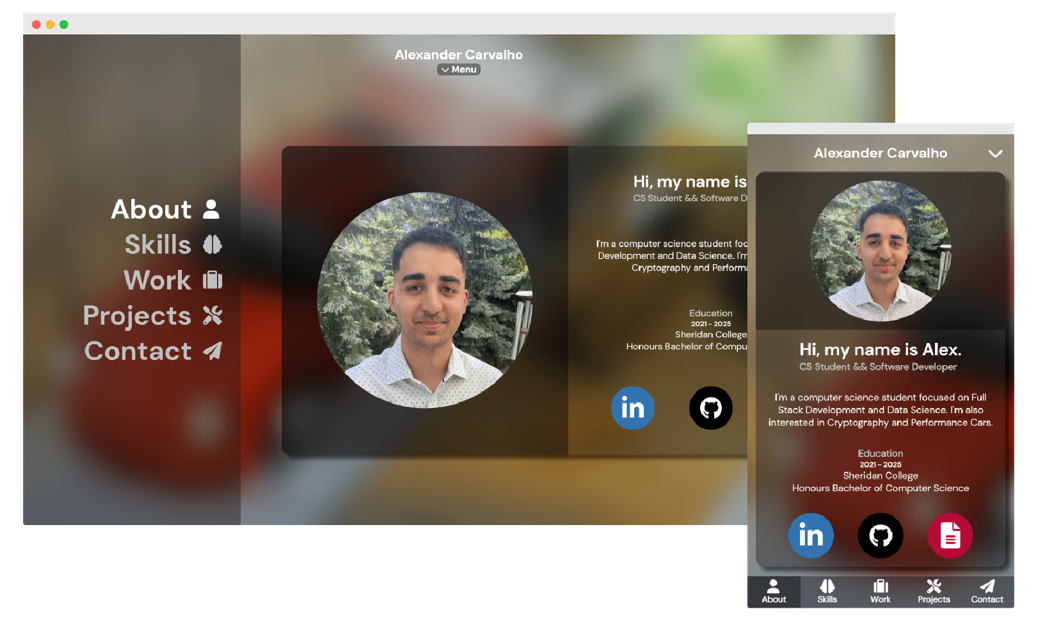 Alexander Carvalho
Menu
About
Skills
Work
Projects
Contact
Hi, my name is
CS Student && Software D
I'm a computer science student foc
Development and Data Science. I'm
Cryptography and Performa
Education
2021 - 2025
Sheridan College
Honours Bachelor of Compu
in
Alexander Carvalho
Hi, my name is Alex.
CS Student && Software Developer
I'm a computer science student focused on Full
Stack Development and Data Science. I'm also
interested in Cryptography and Performance Cars.
Education
2021 - 2025
Sheridan College
Honours Bachelor of Computer Science
in
About
Skills
Work
Projects
Contact